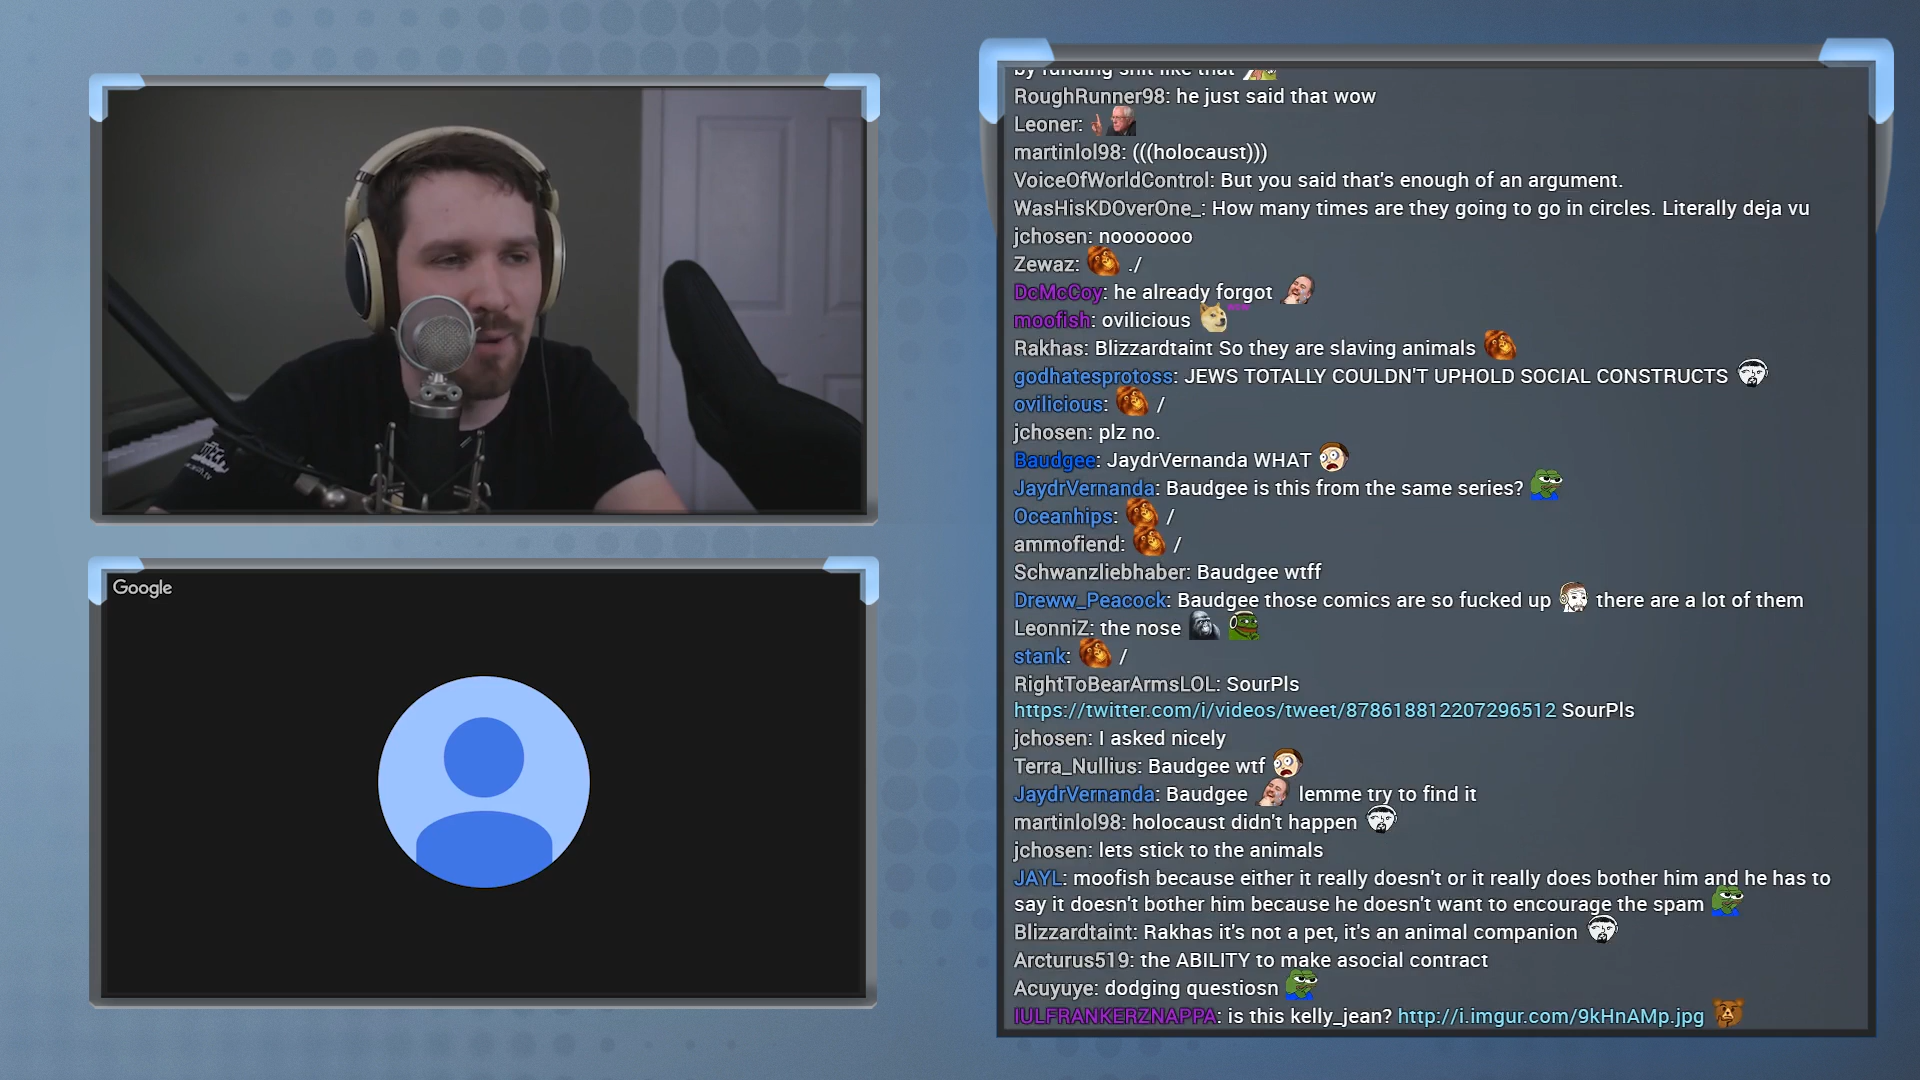 by funding shit like that
RoughRunner98: he just said that wow
Leoner:
martinlol98: (((holocaust)))
VoiceOfWorldControl: But you said that's enough of an argument.
WasHisKDOverOne_: How many times are they going to go in circles. Literally deja vu
jchosen: nooooooo
Zewaz: ./
DcMcCoy: he already forgot
moofish: ovilicious
Rakhas: Blizzardtaint So they are slaving animals
godhatesprotoss: JEWS TOTALLY COULDN'T UPHOLD SOCIAL CONSTRUCTS
ovilicious: /
jchosen: plz no.
Baudgee: JaydrVernanda WHAT
JaydrVernanda: Baudgee is this from the same series?
Oceanhips: /
ammofiend: /
Schwanzliebhaber: Baudgee wtff
Dreww_Peacock: Baudgee those comics are so fucked up there are a lot of them
LeonniZ: the nose
stank: /
RightToBearArmsLOL: SourPls
https://twitter.com/i/videos/tweet/878618812207296512 SourPls
jchosen: I asked nicely
Terra_Nullius: Baudgee wtf
JaydrVernanda: Baudgee lemme try to find it
martinlol98: holocaust didn't happen
jchosen: lets stick to the animals
JAYL: moofish because either it really doesn't or it really does bother him and he has to
say it doesn't bother him because he doesn't want to encourage the spam
Blizzardtaint: Rakhas it's not a pet, it's an animal companion
Arcturus519: the ABILITY to make asocial contract
Acuyuye: dodging questiosn
IULFRANKERZNAPPA: is this kelly_jean? http://i.imgur.com/9kHnAMp.jpg
Google